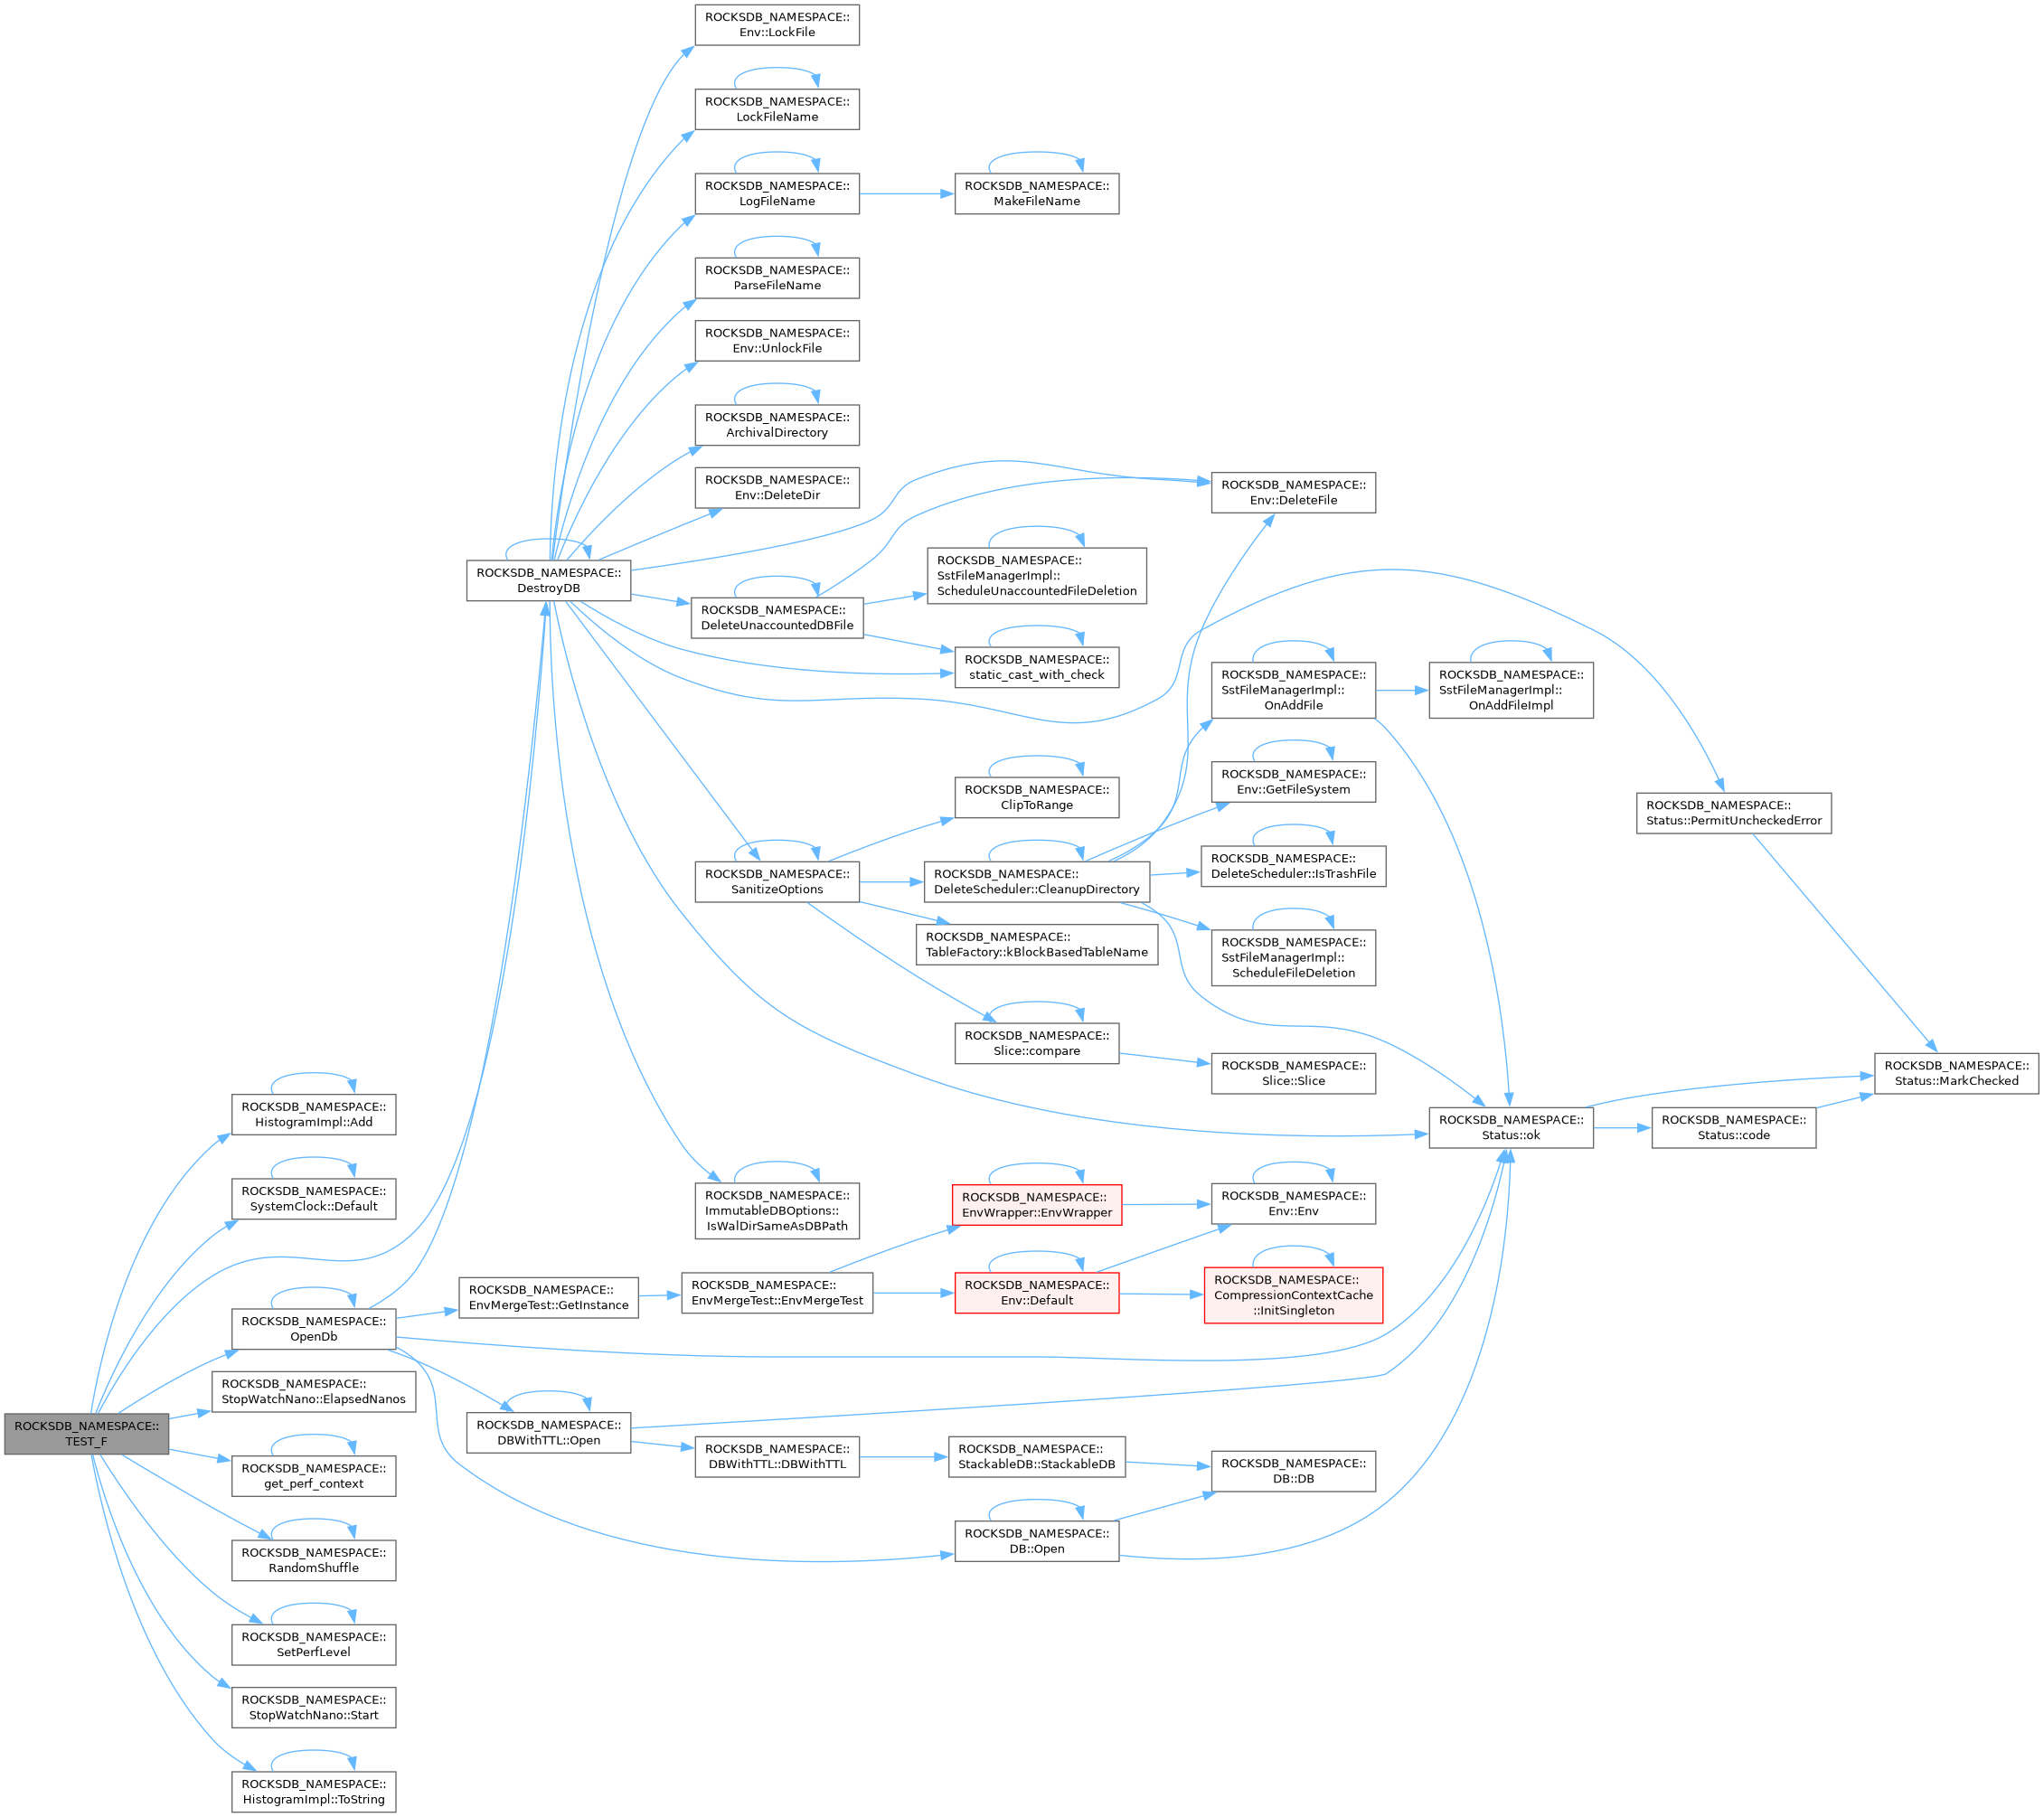 ROCKSDB_NAMESPACE::
Env::LockFile
ROCKSDB_NAMESPACE::
LockFileName
ROCKSDB_NAMESPACE::
LogFileName
ROCKSDB_NAMESPACE::
MakeFileName
ROCKSDB_NAMESPACE::
ParseFileName
ROCKSDB_NAMESPACE::
Env::UnlockFile
ROCKSDB_NAMESPACE::
ArchivalDirectory
ROCKSDB_NAMESPACE::
Env::DeleteDir
ROCKSDB_NAMESPACE::
Env::DeleteFile
ROCKSDB_NAMESPACE::
DestroyDB
ROCKSDB_NAMESPACE::
SstFileManagerImpl::
ScheduleUnaccountedFileDeletion
ROCKSDB_NAMESPACE::
DeleteUnaccountedDBFile
ROCKSDB_NAMESPACE::
static_cast_with_check
ROCKSDB_NAMESPACE::
SstFileManagerImpl::
OnAddFile
ROCKSDB_NAMESPACE::
SstFileManagerImpl::
OnAddFileImpl
ROCKSDB_NAMESPACE::
ClipToRange
ROCKSDB_NAMESPACE::
Env::GetFileSystem
ROCKSDB_NAMESPACE::
Status::PermitUncheckedError
ROCKSDB_NAMESPACE::
SanitizeOptions
ROCKSDB_NAMESPACE::
DeleteScheduler::CleanupDirectory
ROCKSDB_NAMESPACE::
DeleteScheduler::IsTrashFile
ROCKSDB_NAMESPACE::
TableFactory::kBlockBasedTableName
ROCKSDB_NAMESPACE::
SstFileManagerImpl::
ScheduleFileDeletion
ROCKSDB_NAMESPACE::
Slice::compare
ROCKSDB_NAMESPACE::
Slice::Slice
ROCKSDB_NAMESPACE::
Status::MarkChecked
ROCKSDB_NAMESPACE::
HistogramImpl::Add
ROCKSDB_NAMESPACE::
Status::ok
ROCKSDB_NAMESPACE::
Status::code
ROCKSDB_NAMESPACE::
SystemClock::Default
ROCKSDB_NAMESPACE::
ImmutableDBOptions::
IsWalDirSameAsDBPath
ROCKSDB_NAMESPACE::
EnvWrapper::EnvWrapper
ROCKSDB_NAMESPACE::
Env::Env
ROCKSDB_NAMESPACE::
OpenDb
ROCKSDB_NAMESPACE::
EnvMergeTest::GetInstance
ROCKSDB_NAMESPACE::
EnvMergeTest::EnvMergeTest
ROCKSDB_NAMESPACE::
Env::Default
ROCKSDB_NAMESPACE::
CompressionContextCache
::InitSingleton
ROCKSDB_NAMESPACE::
StopWatchNano::ElapsedNanos
ROCKSDB_NAMESPACE::
TEST_F
ROCKSDB_NAMESPACE::
DBWithTTL::Open
ROCKSDB_NAMESPACE::
DBWithTTL::DBWithTTL
ROCKSDB_NAMESPACE::
StackableDB::StackableDB
ROCKSDB_NAMESPACE::
DB::DB
ROCKSDB_NAMESPACE::
get_perf_context
ROCKSDB_NAMESPACE::
DB::Open
ROCKSDB_NAMESPACE::
RandomShuffle
ROCKSDB_NAMESPACE::
SetPerfLevel
ROCKSDB_NAMESPACE::
StopWatchNano::Start
ROCKSDB_NAMESPACE::
HistogramImpl::ToString